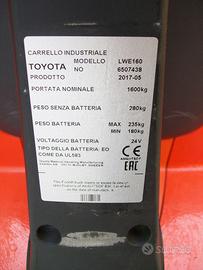 CARRELLO INDUSTRIALE
TOYOTA MODELLO LWE160
NO 6507438
PRODOTTO 2017-05
PORTATA NOMINALE 1600kg
PESO SENZA BATTERIA 280kg
PESO BATTERIA MAX 235kg
MIN 180kg
VOLTAGGIO BATTERIA 24V
TIPO DELLA BATTERIA: EO
COME DA UL583
subito